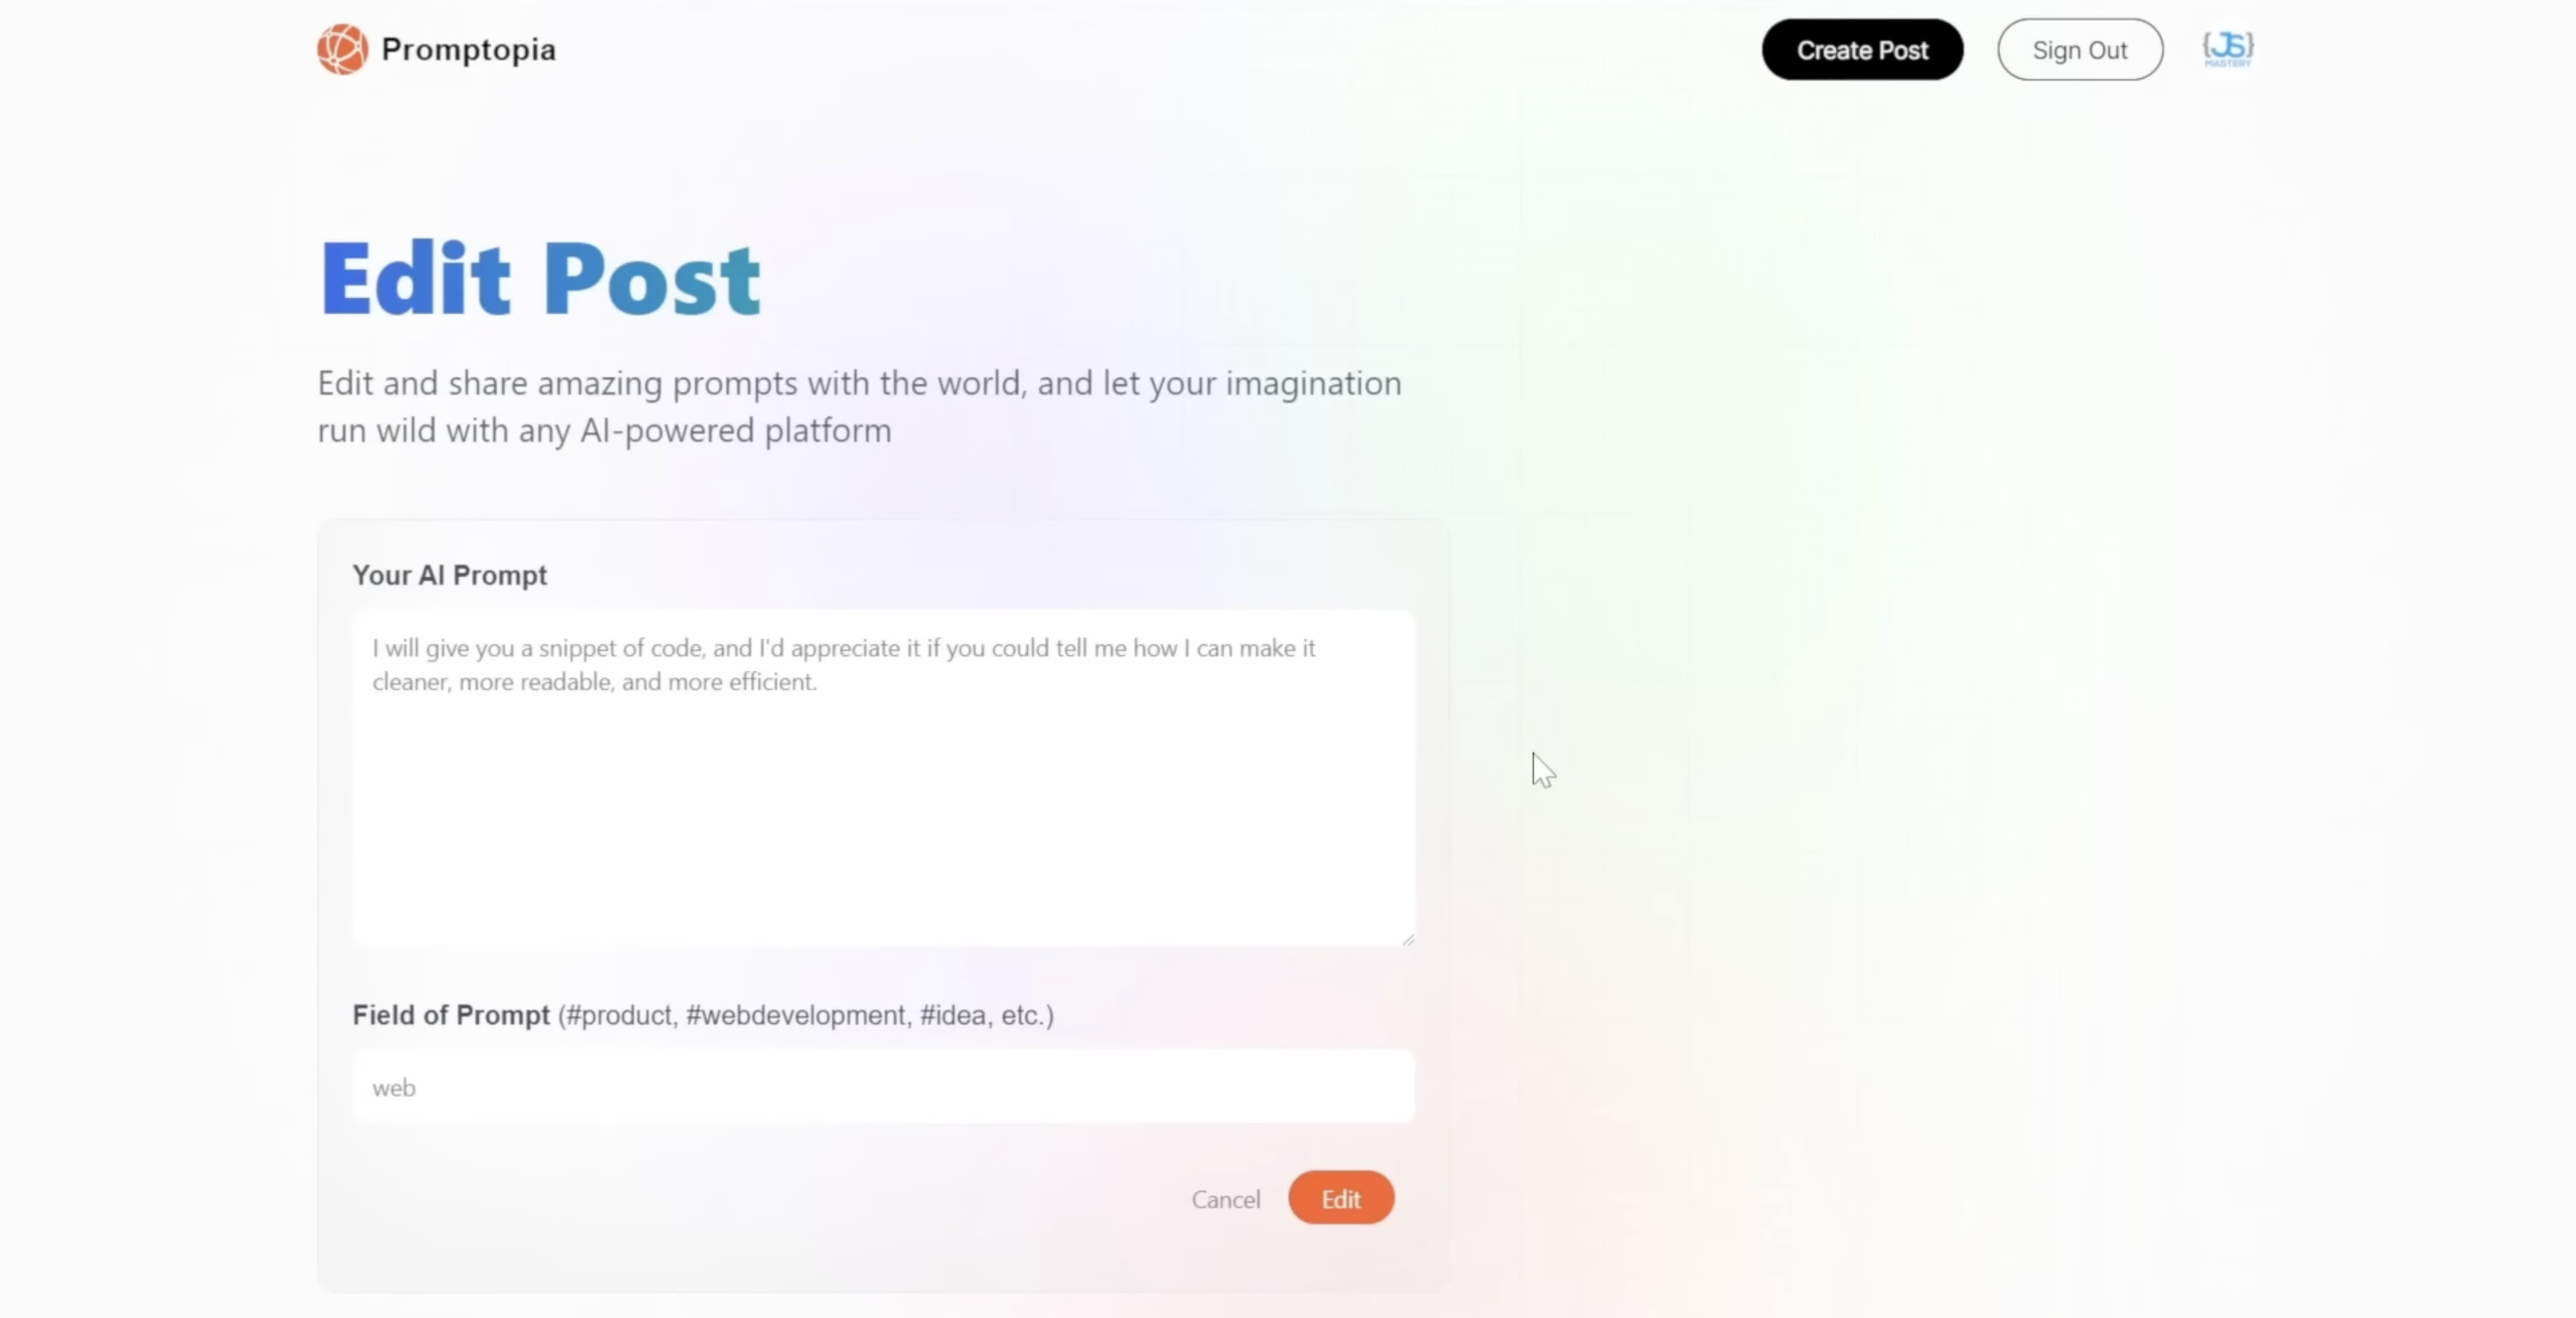 Promptopia
Create Post
Sign Out
{JS}
MASTERY
Edit Post
Edit and share amazing prompts with the world, and let your imagination
run wild with any AI-powered platform
Your AI Prompt
I will give you a snippet of code, and I'd appreciate it if you could tell me how I can make it
cleaner, more readable, and more efficient.
Field of Prompt (#product, #webdevelopment, #idea, etc.)
web
Cancel
Edit